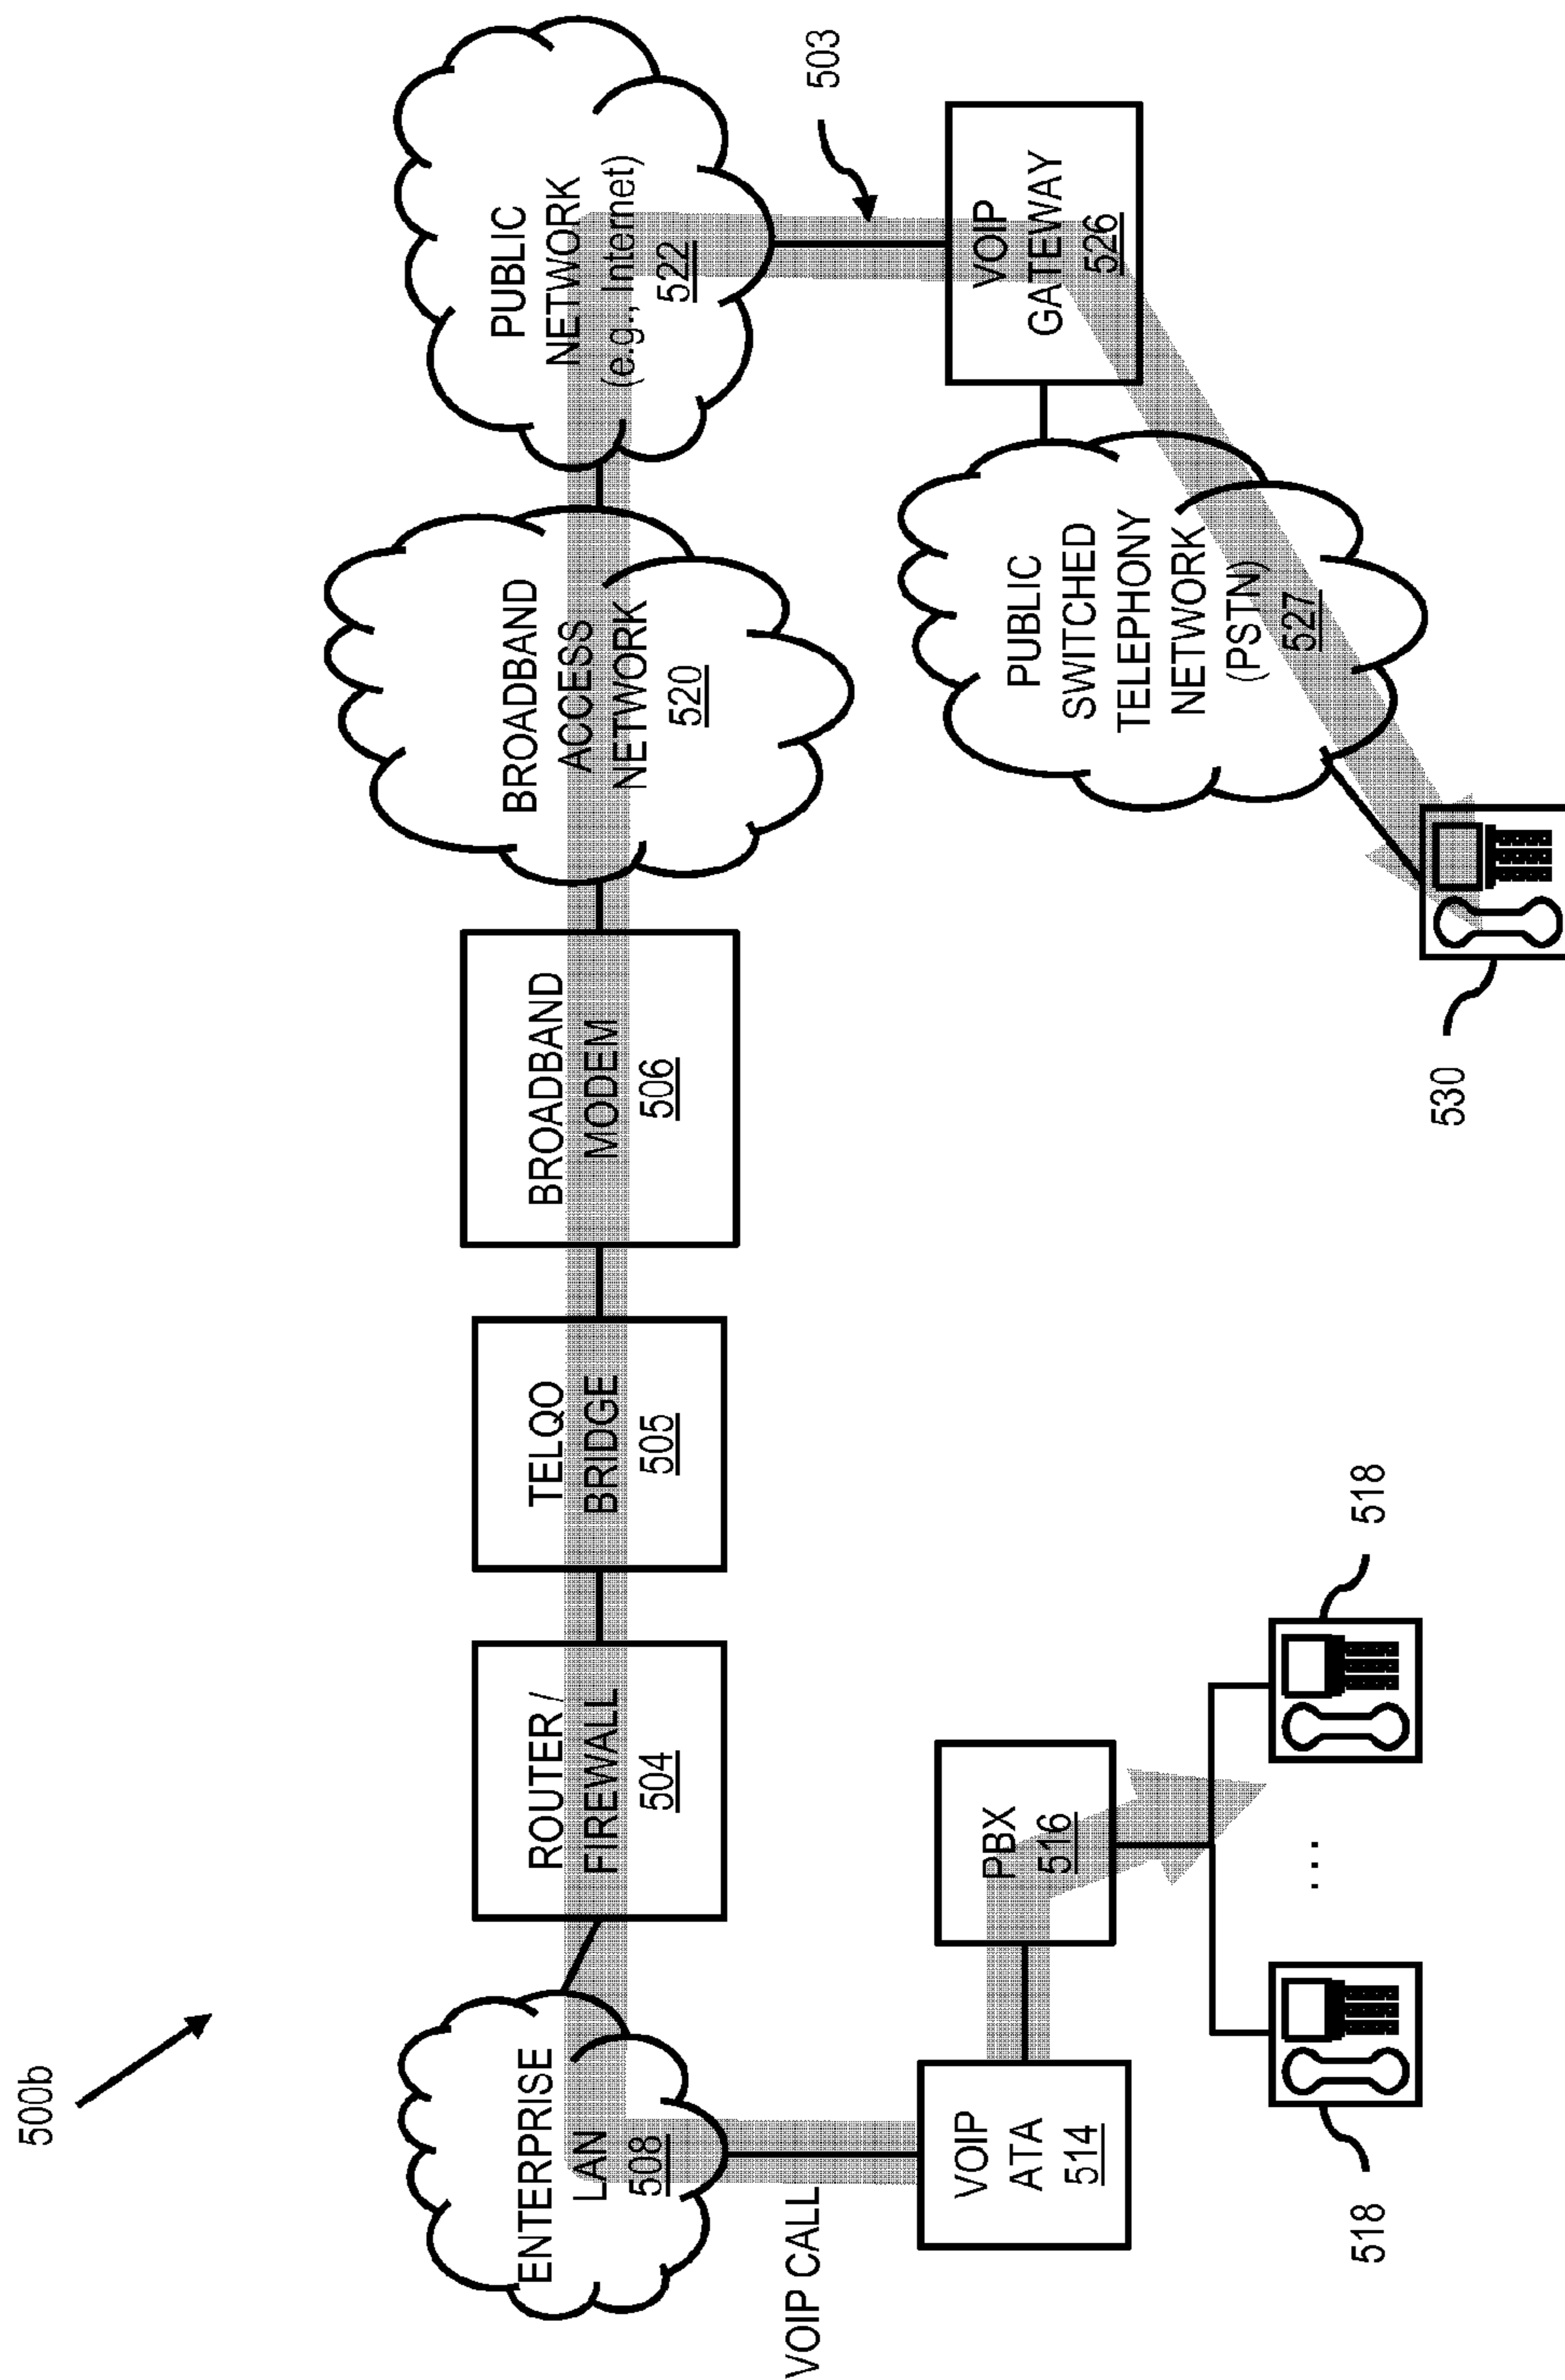 500b
ENTERPRISE
LAN
508
ROUTER /
FIREWALL
504
TELQO
BRIDGE
505
BROADBAND
MODEM
506
BROADBAND
ACCESS
NETWORK
520
PUBLIC
NETWORK
(e.g., Internet)
522
503
VOIP CALL
VOIP
ATA
514
PBX
516
518
...
518
PUBLIC
SWITCHED
TELEPHONY
NETWORK
(PSTN)
527
VOIP
GATEWAY
526
530